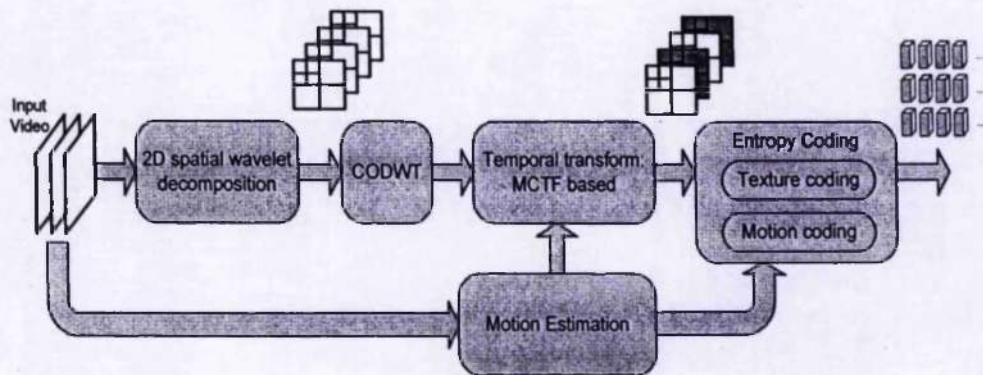 Input
Video
2D spatial wavelet
decomposition
CODWT
Temporal transform:
MCTF based
Entropy Coding
Texture coding
Motion coding
Motion Estimation